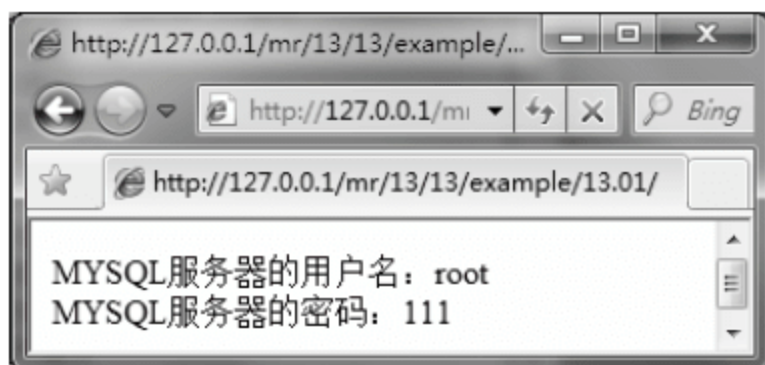 http://127.0.0.1/mr/13/13/example/...
http://127.0.0.1/mr
Bing
http://127.0.0.1/mr/13/13/example/13.01/
MYSQL服务器的用户名：root
MYSQL服务器的密码：111